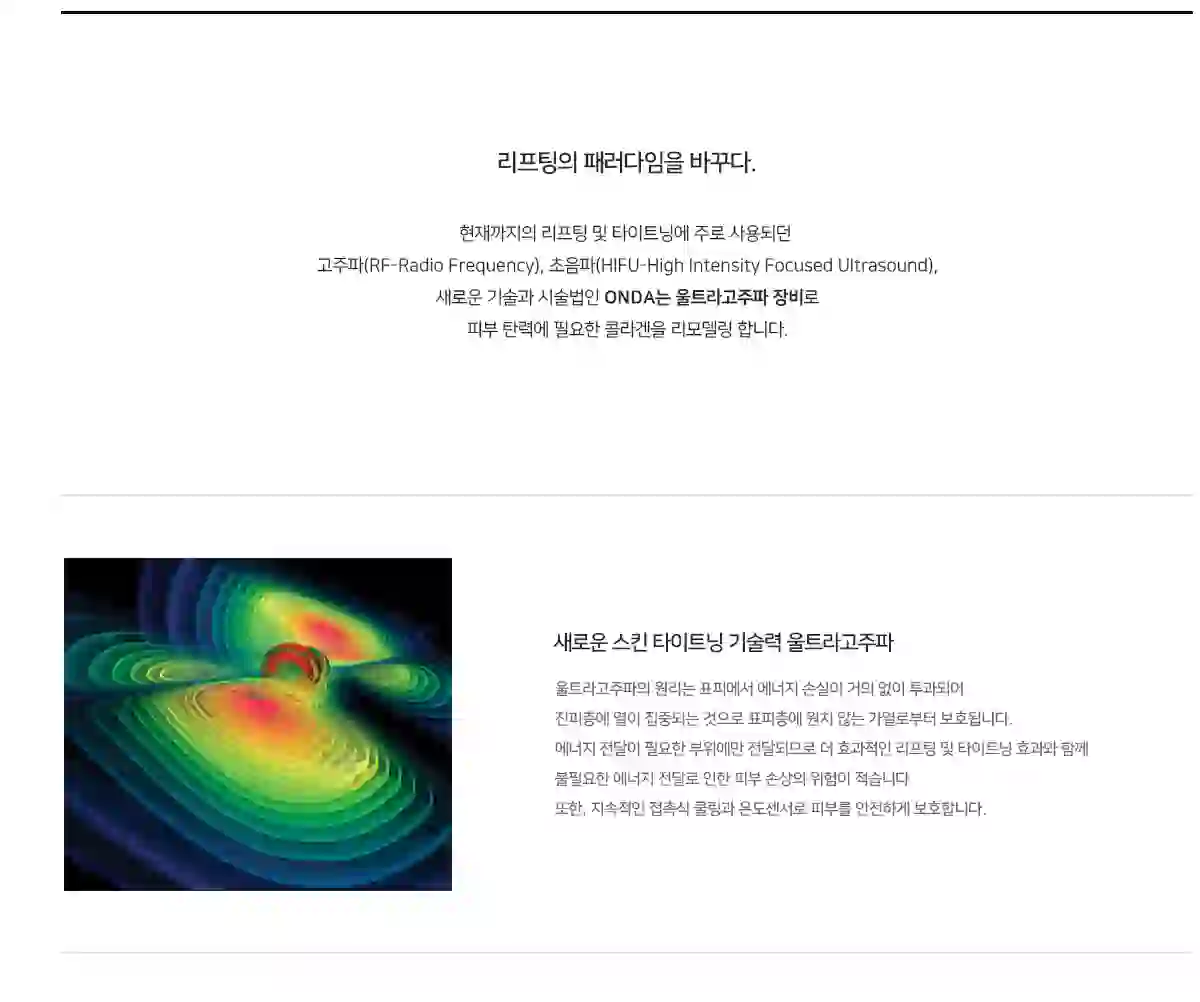 리프팅의 패러다임을 바꾸다.
현재까지의 리프팅 및 타이트닝에 주로 사용되던
고주파(RF-Radio Frequency), 초음파(HIFU-High Intensity Focused Ultrasound),
새로운 기술과 시술법인 ONDA는 울트라고주파 장비로
피부 탄력에 필요한 콜라겐을 리모델링 합니다.
새로운 스킨 타이트닝 기술력 울트라고주파
울트라고주파의 원리는 표피에서 에너지 손실이 거의 없이 투과되어
진피층에 열이 집중되는 것으로 표피층에 원치 않는 가열로부터 보호됩니다.
에너지 전달이 필요한 부위에만 전달되므로 더 효과적인 리프팅 및 타이트닝 효과와 함께
불필요한 에너지 전달로 인한 피부 손상의 위험이 적습니다
또한, 지속적인 접촉식 쿨링과 온도센서로 피부를 안전하게 보호합니다.